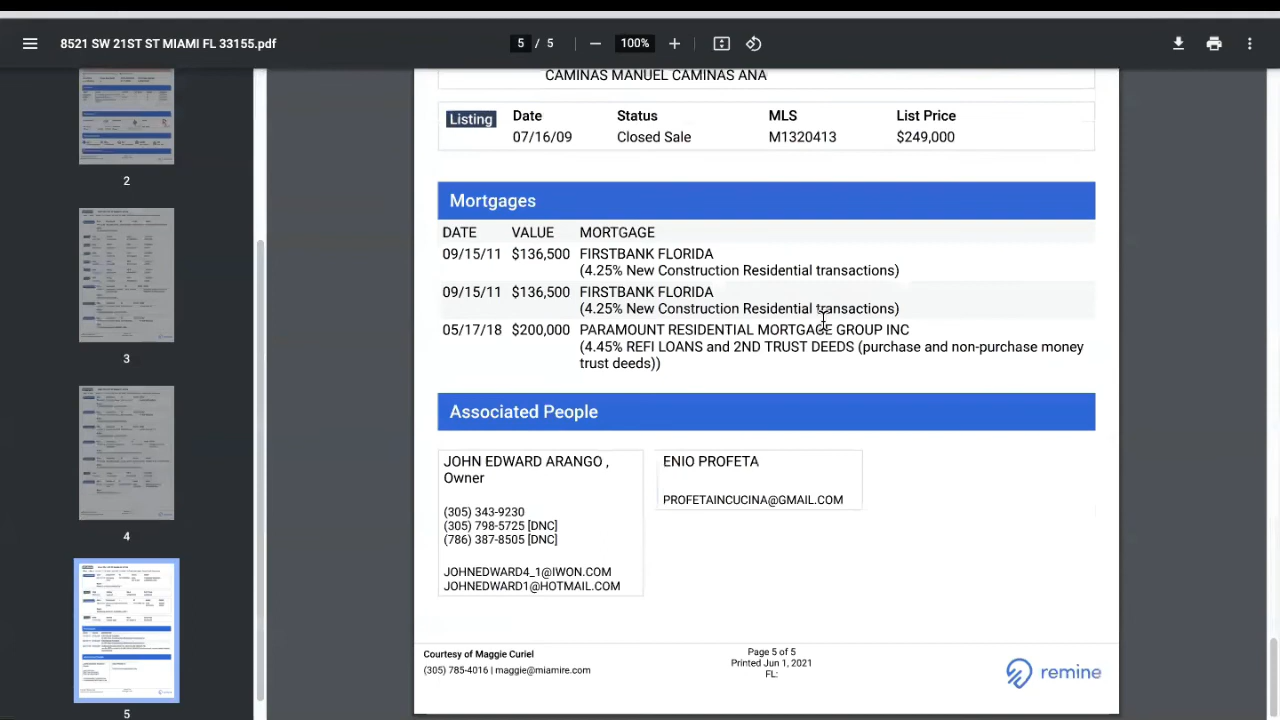 8521 SW 21ST ST MIAMI FL 33155.pdf
5 / 5
100%
2
3
4
5
CAMINAS MANUEL CAMINAS ANA
Listing Date Status MLS List Price
07/16/09 Closed Sale M1320413 $249,000
Mortgages
DATE VALUE MORTGAGE
09/15/11 $136,500 FIRSTBANK FLORIDA
(4.25% New Construction Residential transactions)
09/15/11 $136,500 FIRSTBANK FLORIDA
(4.25% New Construction Residential transactions)
05/17/18 $200,000 PARAMOUNT RESIDENTIAL MORTGAGE GROUP INC
(4.45% REFI LOANS and 2ND TRUST DEEDS (purchase and non-purchase money
trust deeds))
Associated People
JOHN EDWARD ARANGO ,
Owner
(305) 343-9230
(305) 798-5725 [DNC]
(786) 387-8505 [DNC]
JOHNEDWARD1_1@IWON.COM
JOHNEDWARD1@HOTMAIL.COM
ENIO PROFETA
PROFETAINCUCINA@GMAIL.COM
Courtesy of Maggie Curiel
(305) 785-4016 | maggie@miamire.com
Page 5 of 5
Printed Jun 1, 2021
FL:
remine